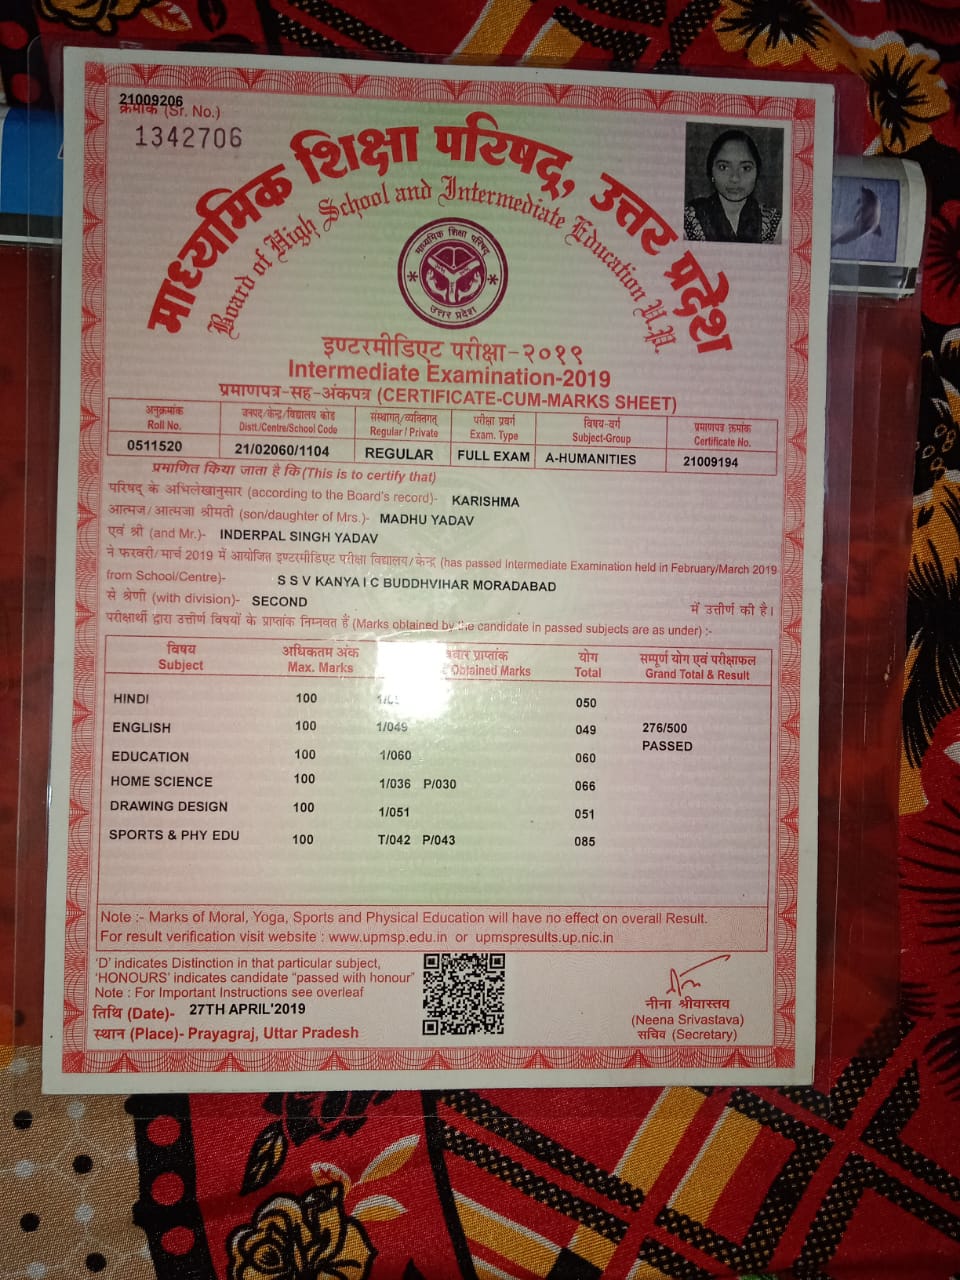 21009206
क्रमांक (Sr. No.)
1342706
माध्यमिक शिक्षा परिषद्, उत्तर प्रदेश
Board of High School and Intermediate Education U.P.
माध्यमिक शिक्षा परिषद्
उत्तर प्रदेश
इण्टरमीडिएट परीक्षा-२०१९
Intermediate Examination-2019
प्रमाणपत्र-सह-अंकपत्र (CERTIFICATE-CUM-MARKS SHEET)
अनुक्रमांक जनपद/केन्द्र/विद्यालय कोड संस्थागत/व्यक्तिगत परीक्षा प्रवर्ग विषय-वर्ग प्रमाणपत्र क्रमांक
Roll No. Distt./Centre/School Code Regular / Private Exam. Type Subject-Group Certificate No.
0511520 21/02060/1104 REGULAR FULL EXAM A-HUMANITIES 21009194
प्रमाणित किया जाता है कि (This is to certify that)
परिषद् के अभिलेखानुसार (according to the Board's record)- KARISHMA
आत्मज/आत्मजा श्रीमती (son/daughter of Mrs.)- MADHU YADAV
एवं श्री (and Mr.)- INDERPAL SINGH YADAV
ने फरवरी/मार्च 2019 में आयोजित इण्टरमीडिएट परीक्षा विद्यालय/केन्द्र (has passed Intermediate Examination held in February/March 2019
from School/Centre)- S S V KANYA I C BUDDHVIHAR MORADABAD
से श्रेणी (with division)- SECOND में उत्तीर्ण की है।
परीक्षार्थी द्वारा उत्तीर्ण विषयों के प्राप्तांक निम्नवत हैं (Marks obtained by the candidate in passed subjects are as under) :-
विषय अधिकतम अंक प्राप्तांक योग सम्पूर्ण योग एवं परीक्षाफल
Subject Max. Marks Obtained Marks Total Grand Total & Result
HINDI 100 050
ENGLISH 100 1/049 049 276/500
PASSED
EDUCATION 100 1/060 060
HOME SCIENCE 100 1/036 P/030 066
DRAWING DESIGN 100 1/051 051
SPORTS & PHY EDU 100 T/042 P/043 085
Note :- Marks of Moral, Yoga, Sports and Physical Education will have no effect on overall Result.
For result verification visit website : www.upmsp.edu.in or upmspresults.up.nic.in
'D' indicates Distinction in that particular subject,
'HONOURS' indicates candidate "passed with honour"
Note : For Important Instructions see overleaf
तिथि (Date)- 27TH APRIL'2019
स्थान (Place)- Prayagraj, Uttar Pradesh
नीना श्रीवास्तव
(Neena Srivastava)
सचिव (Secretary)